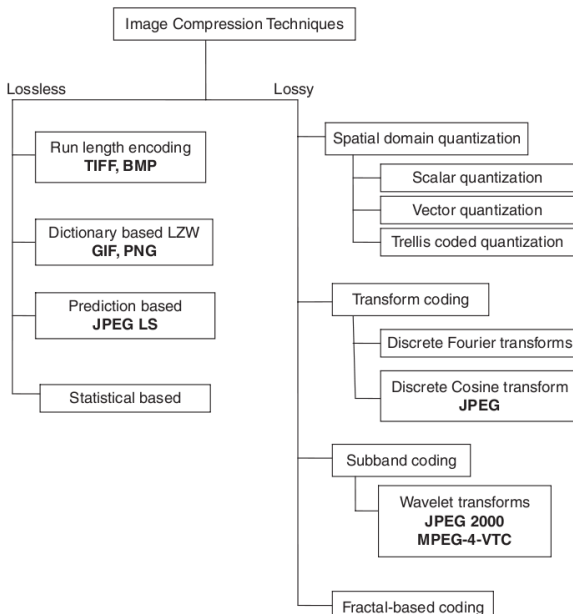 Image Compression Techniques
Lossless
Lossy
Run length encoding
TIFF, BMP
Dictionary based LZW
GIF, PNG
Prediction based
JPEG LS
Statistical based
Spatial domain quantization
Scalar quantization
Vector quantization
Trellis coded quantization
Transform coding
Discrete Fourier transforms
Discrete Cosine transform
JPEG
Subband coding
Wavelet transforms
JPEG 2000
MPEG-4-VTC
Fractal-based coding